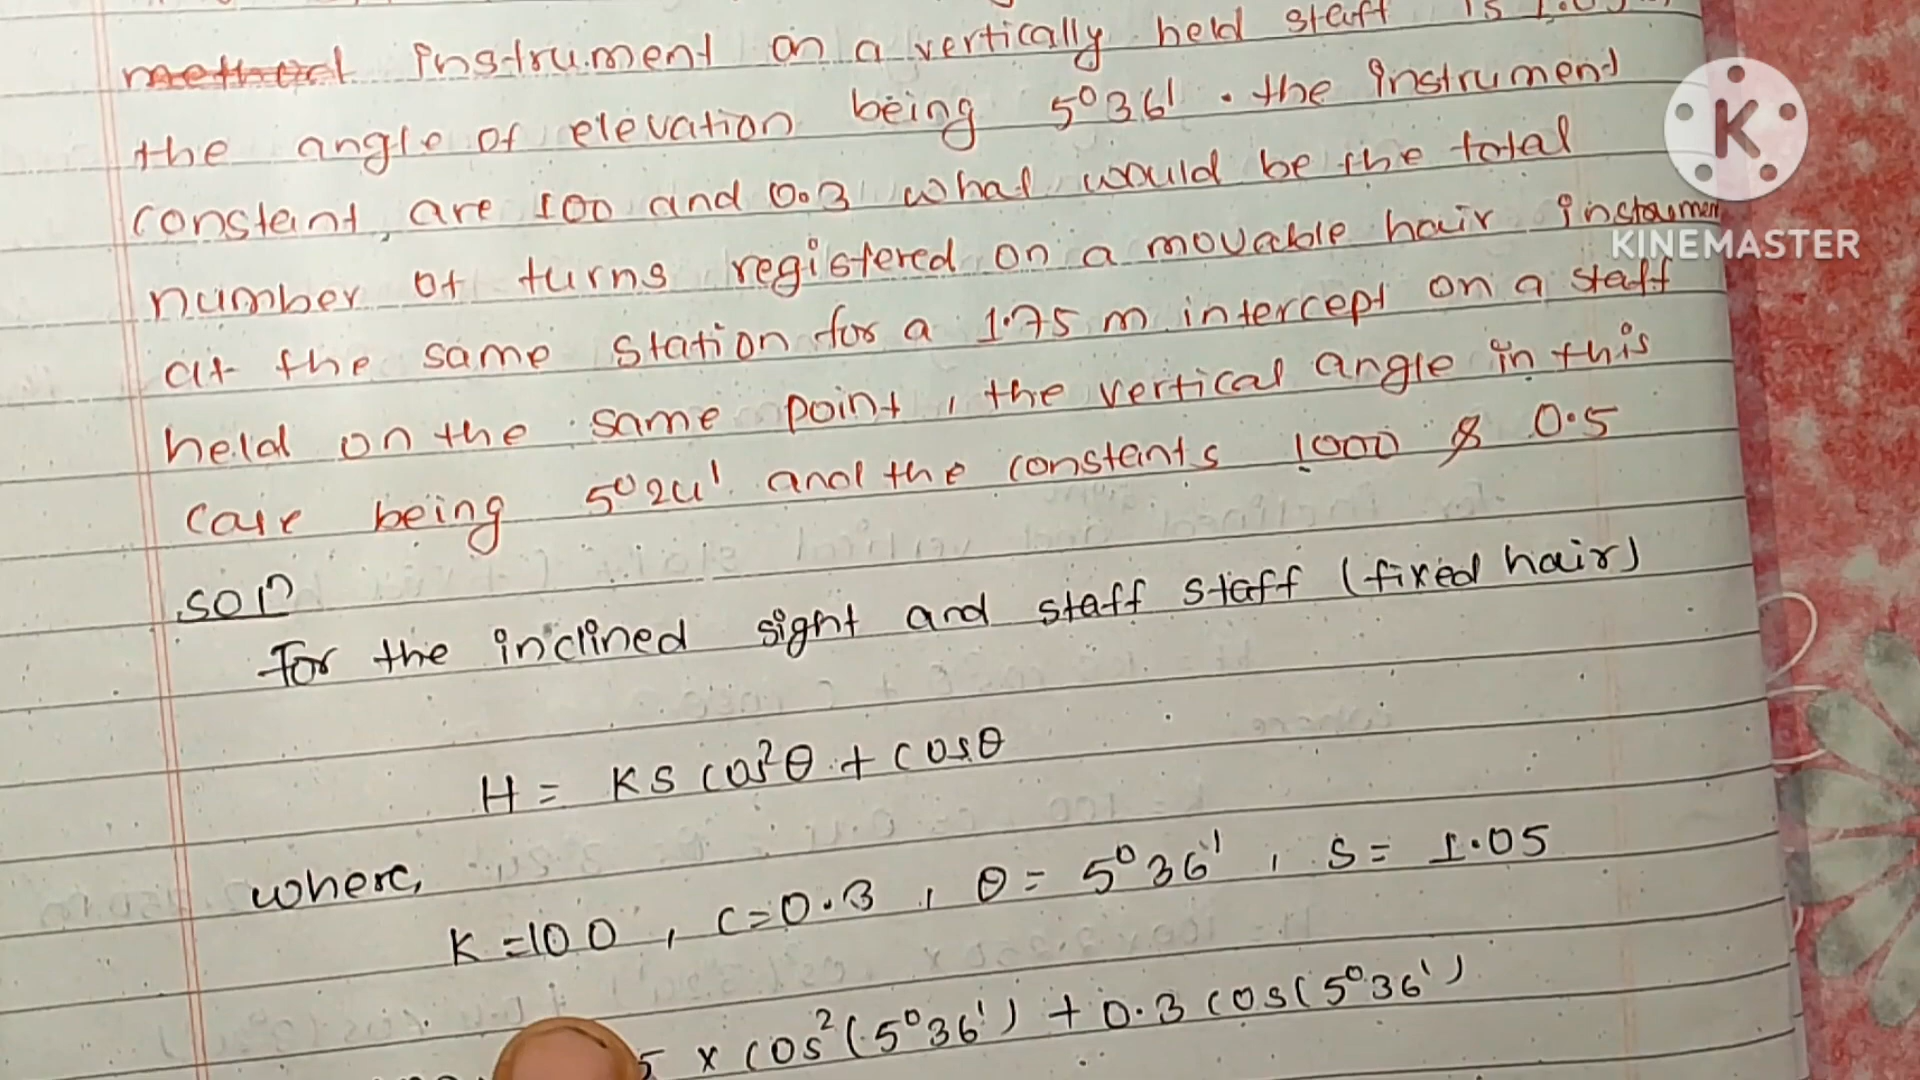 instrument on a vertically held staff is 1.05
the angle of elevation being 5°36' . the instrument
constant, are 100 and 0.3 what would be the total
number of turns registered on a movable hair instrument
at the same station for a 1.75 m intercept on a staff
held on the same point, the vertical angle in this
case being 5°24' and the constants 1000 & 0.5
soln
For the inclined sight and staff staff (fixed hair)
H = KS cos²θ + c cosθ
where,
K = 100, C = 0.3, θ = 5°36', S = 1.05
5 x cos²(5°36') + 0.3 cos(5°36')
K
KINEMASTER